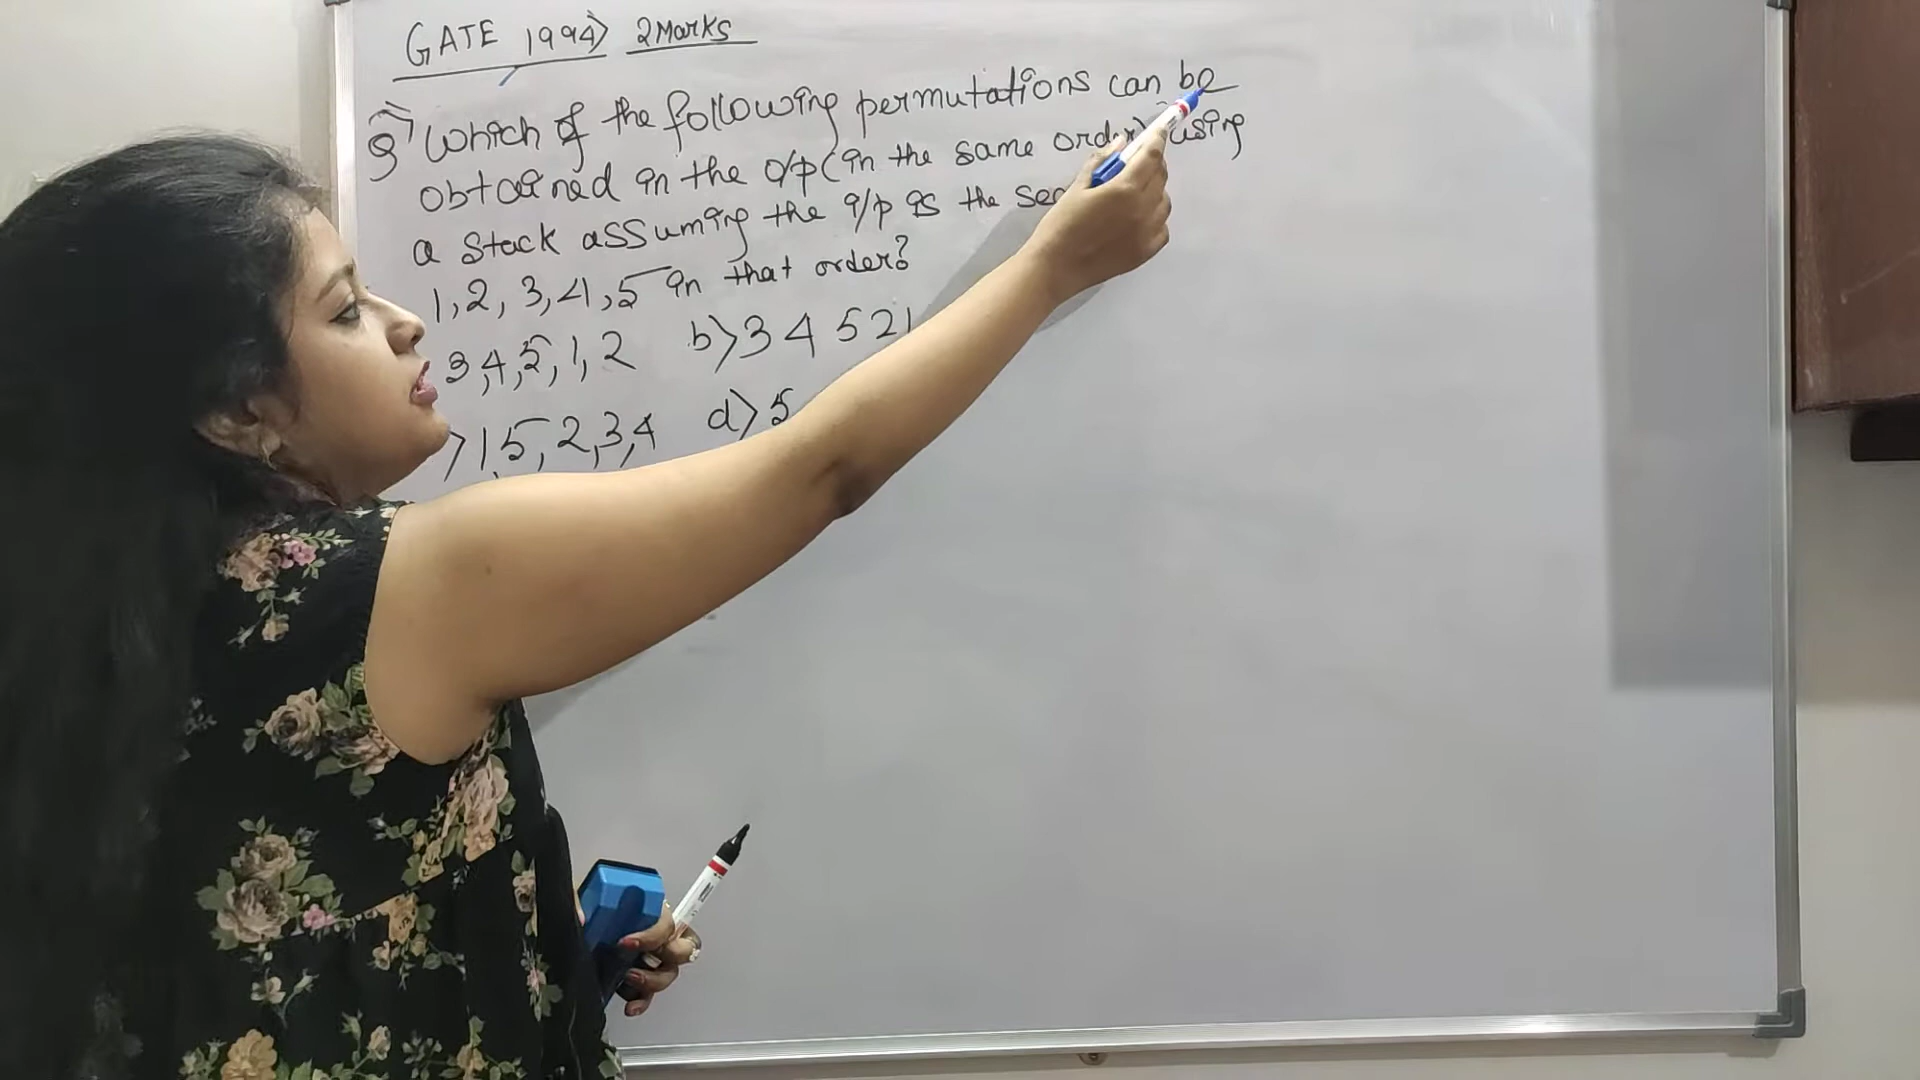 GATE 1994) 2Marks
Q) Which of the following permutations can be
obtained in the o/p (in the same order) using
a stack assuming the i/p is the
1, 2, 3, 4, 5 in that order?
3, 4, 5, 1, 2 b) 3 4 5 2 1
) 1, 5, 2, 3, 4 d) 5